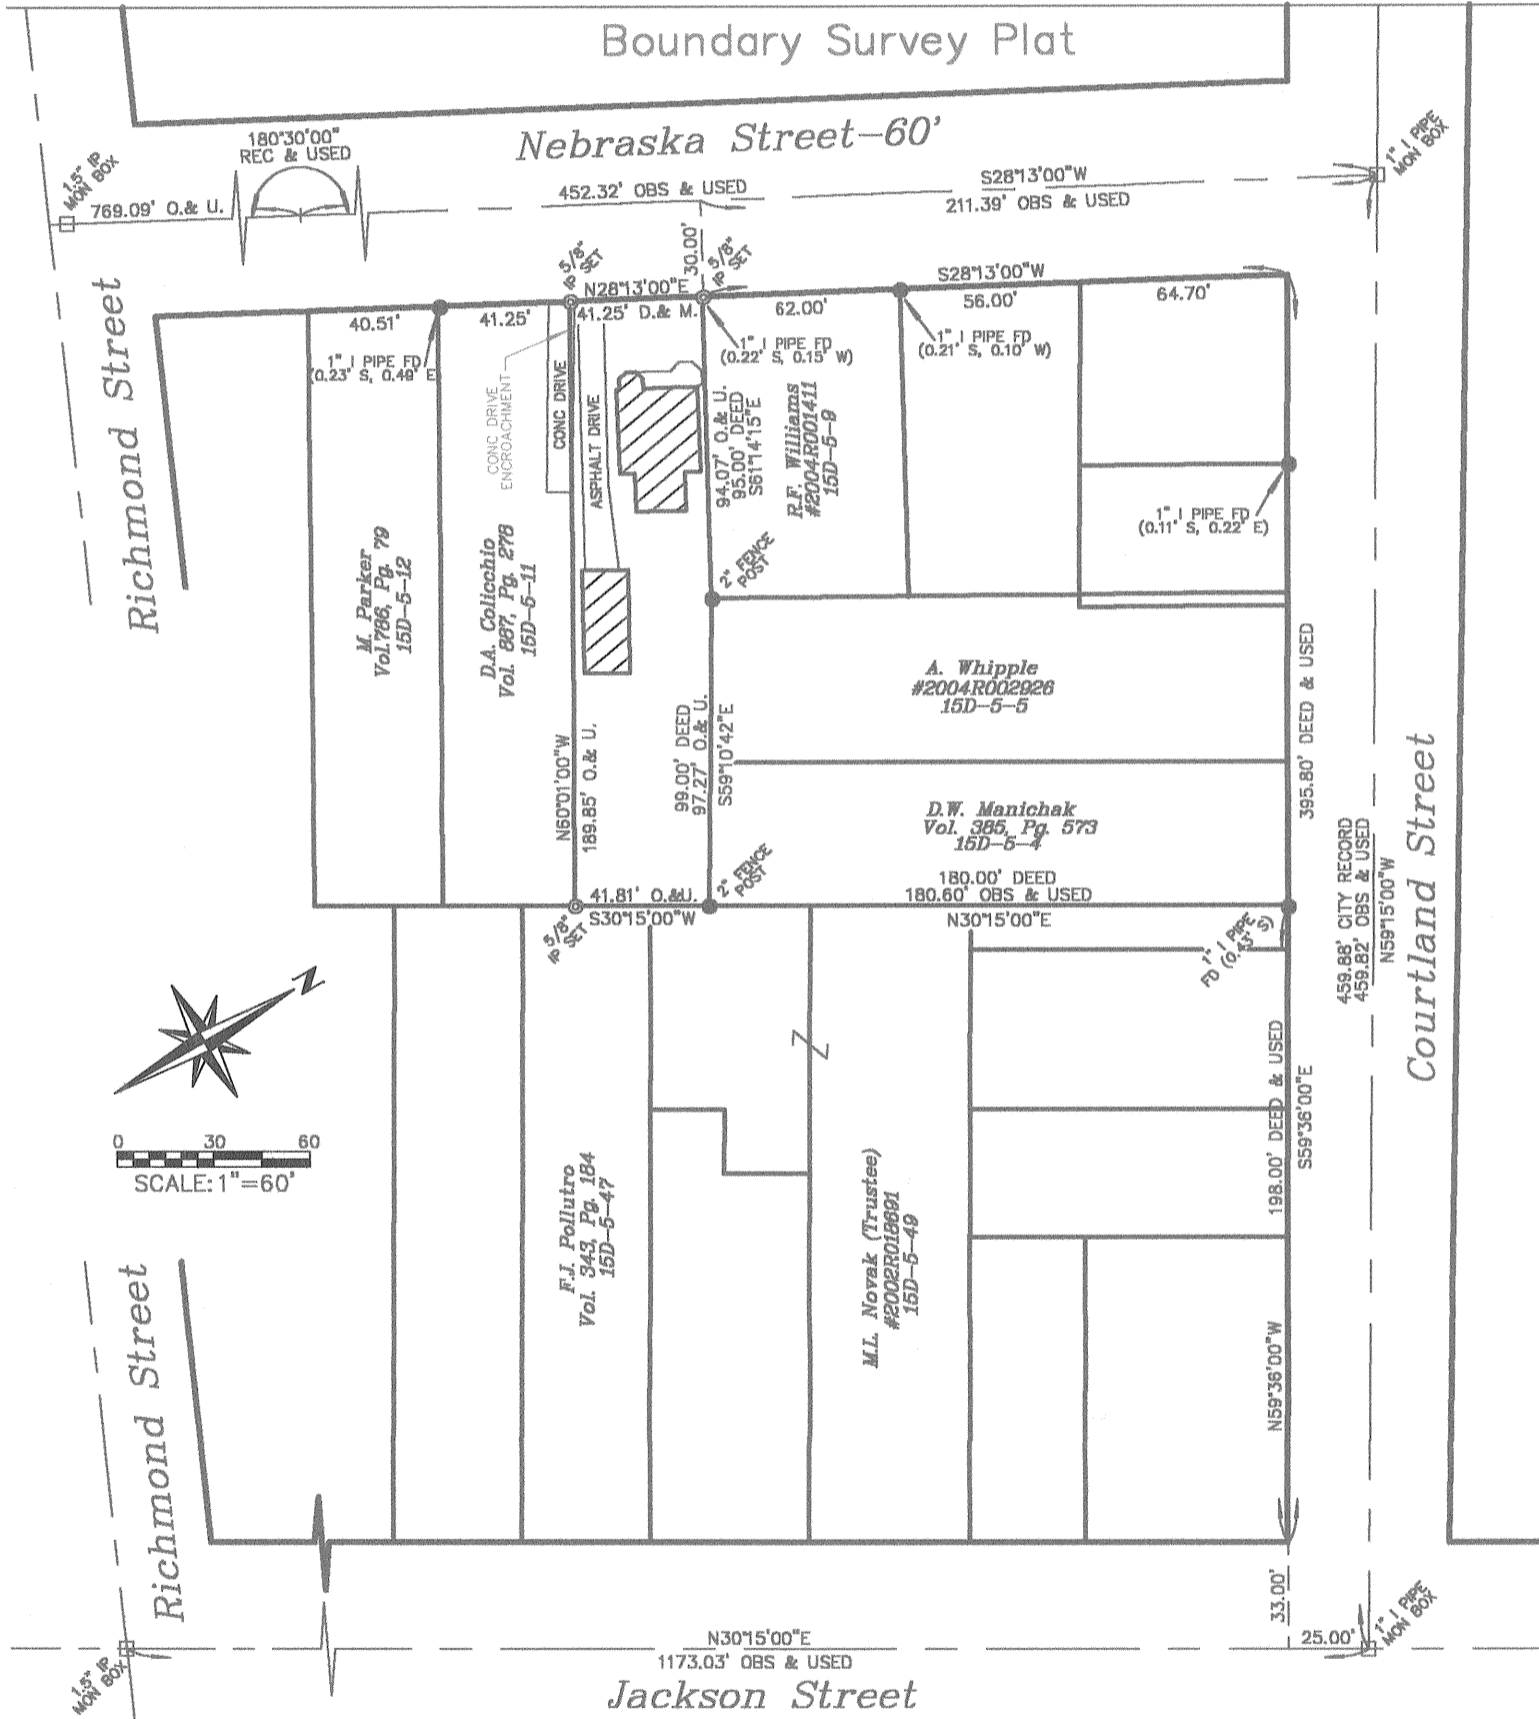 Boundary Survey Plat
Nebraska Street-60'
180°30'00"
REC & USED
1.5" IP
MON BOX
769.09' O.& U.
452.32' OBS & USED
S28°13'00"W
211.39' OBS & USED
1" I PIPE
MON BOX
30.00'
5/8"
IP SET
5/8"
IP SET
N28°13'00"E
S28°13'00"W
40.51'
41.25'
41.25' D.& M.
62.00'
56.00'
64.70'
1" I PIPE FD
(0.23' S, 0.49' E)
1" I PIPE FD
(0.22' S, 0.15' W)
1" I PIPE FD
(0.21' S, 0.10' W)
1" I PIPE FD
(0.11' S, 0.22' E)
Richmond Street
CONC DRIVE
ENCROACHMENT
CONC DRIVE
ASPHALT DRIVE
94.07' O.& U.
95.00' DEED
S61°14'15"E
R.F. Williams
#2004R001411
15D-5-9
2" FENCE
POST
M. Parker
Vol.786, Pg. 79
15D-5-12
D.A. Colicchio
Vol. 887, Pg. 278
15D-5-11
A. Whipple
#2004R002926
15D-5-5
N60°01'00"W
189.85' O.& U.
99.00' DEED
97.27' O.& U.
S59°10'42"E
395.80' DEED & USED
D.W. Manichak
Vol. 385, Pg. 573
15D-5-4
180.00' DEED
180.60' OBS & USED
N30°15'00"E
41.81' O.&U.
S30°15'00"W
2" FENCE
POST
5/8"
IP SET
1" I PIPE
FD (0.43' S)
459.88' CITY RECORD
459.82' OBS & USED
N59°15'00"W
Courtland Street
N
0 30 60
SCALE: 1"=60'
198.00' DEED & USED
S59°36'00"E
F.J. Pollutro
Vol. 343, Pg. 184
15D-5-47
M.L. Novak (Trustee)
#2002R018691
15D-5-49
N59°36'00"W
Richmond Street
33.00'
25.00'
1" I PIPE
MON BOX
1.5" IP
MON BOX
N30°15'00"E
1173.03' OBS & USED
Jackson Street